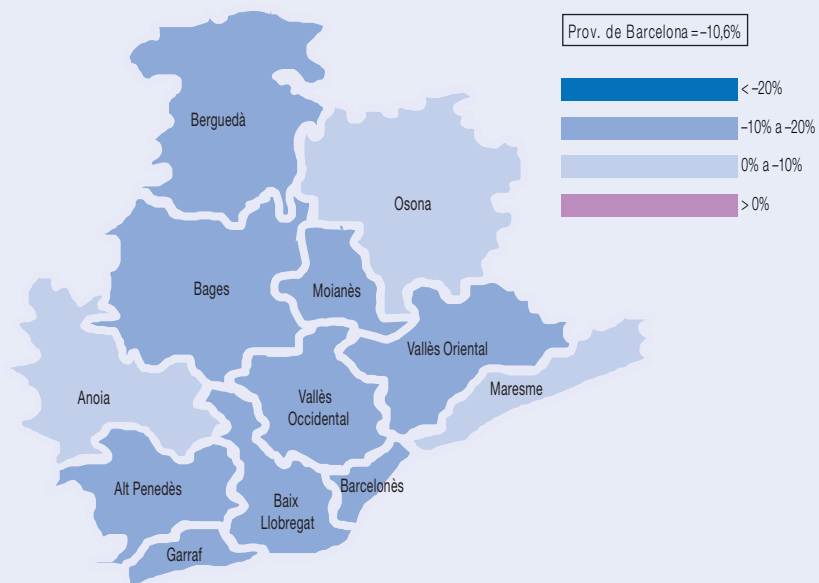 Prov. de Barcelona = –10,6%
< –20%
–10% a –20%
0% a –10%
> 0%
Berguedà
Osona
Bages
Moianès
Vallès Oriental
Maresme
Anoia
Vallès
Occidental
Alt Penedès
Barcelonès
Baix
Llobregat
Garraf